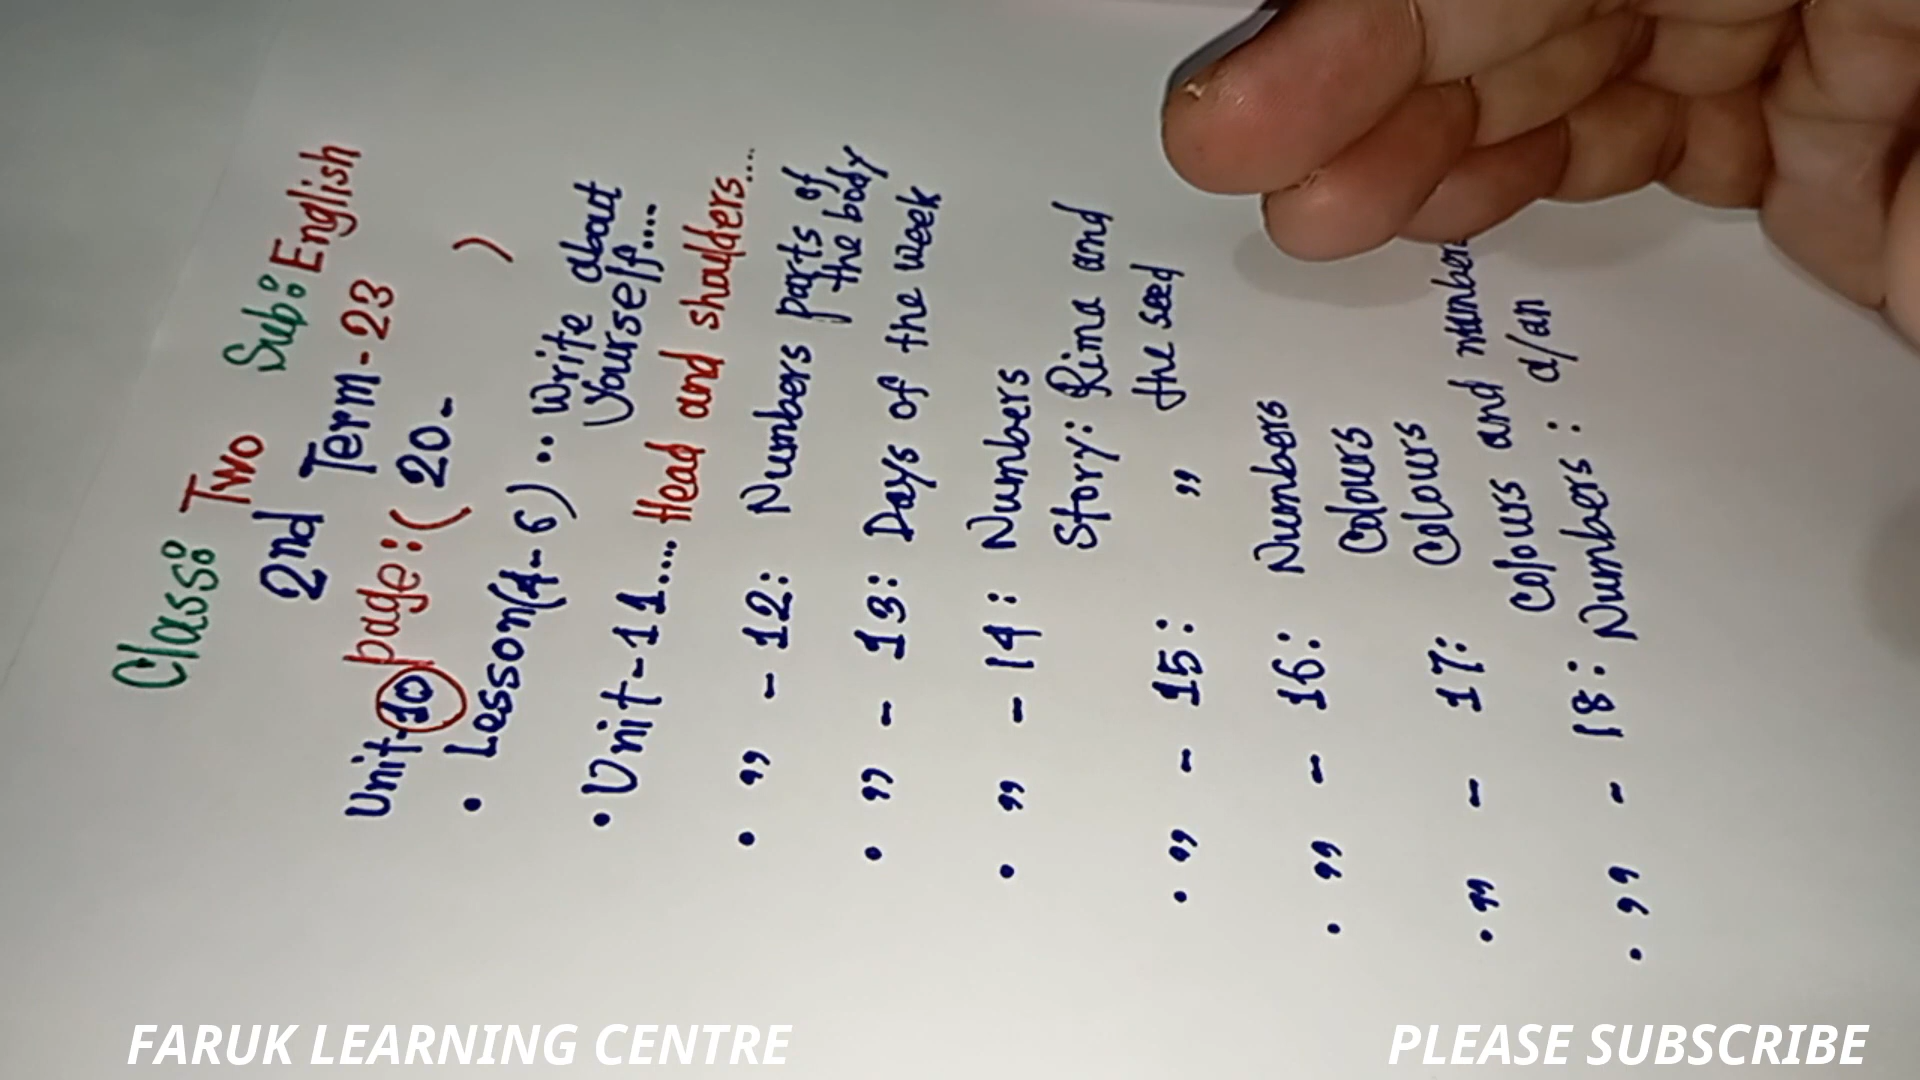 Class: Two Sub: English
2nd Term-23
Unit-10 page: ( 20- )
• Lesson(4-6) .. Write about
yourself....
• Unit-11.... Head and shoulders....
• " - 12: Numbers parts of
the body
• " - 13: Days of the week
• " - 14: Numbers
Story: Rima and
the seed
• " - 15: "
• " - 16: Numbers
Colours
• " - 17: Colours
Colours and number
• " - 18: Numbers: a/an
FARUK LEARNING CENTRE
PLEASE SUBSCRIBE